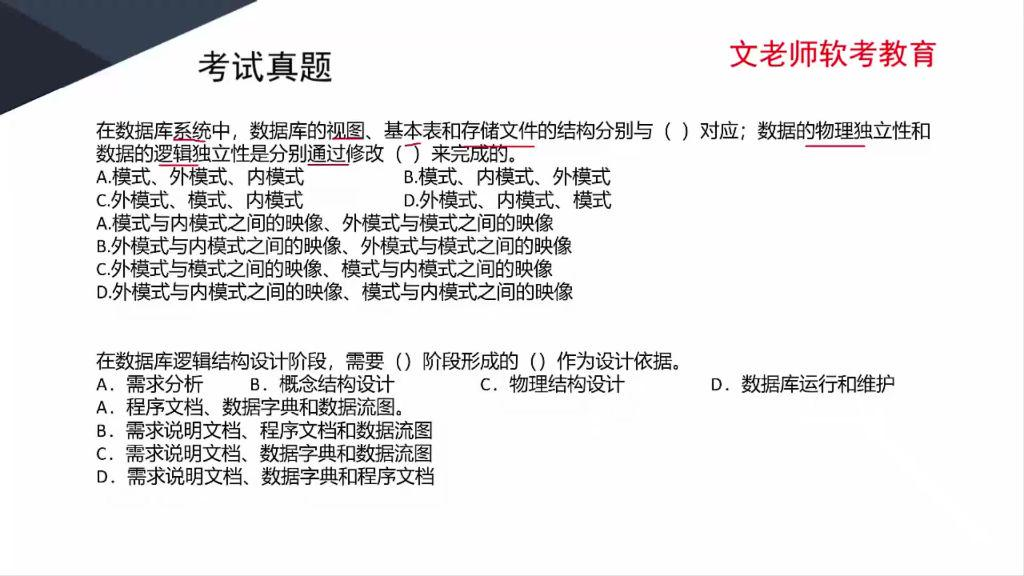 考试真题
文老师软考教育
在数据库系统中，数据库的视图、基本表和存储文件的结构分别与（ ）对应；数据的物理独立性和
数据的逻辑独立性是分别通过修改（ ）来完成的。
A.模式、外模式、内模式 B.模式、内模式、外模式
C.外模式、模式、内模式 D.外模式、内模式、模式
A.模式与内模式之间的映像、外模式与模式之间的映像
B.外模式与内模式之间的映像、外模式与模式之间的映像
C.外模式与模式之间的映像、模式与内模式之间的映像
D.外模式与内模式之间的映像、模式与内模式之间的映像
在数据库逻辑结构设计阶段，需要（）阶段形成的（）作为设计依据。
A．需求分析 B．概念结构设计 C．物理结构设计 D．数据库运行和维护
A．程序文档、数据字典和数据流图。
B．需求说明文档、程序文档和数据流图
C．需求说明文档、数据字典和数据流图
D．需求说明文档、数据字典和程序文档